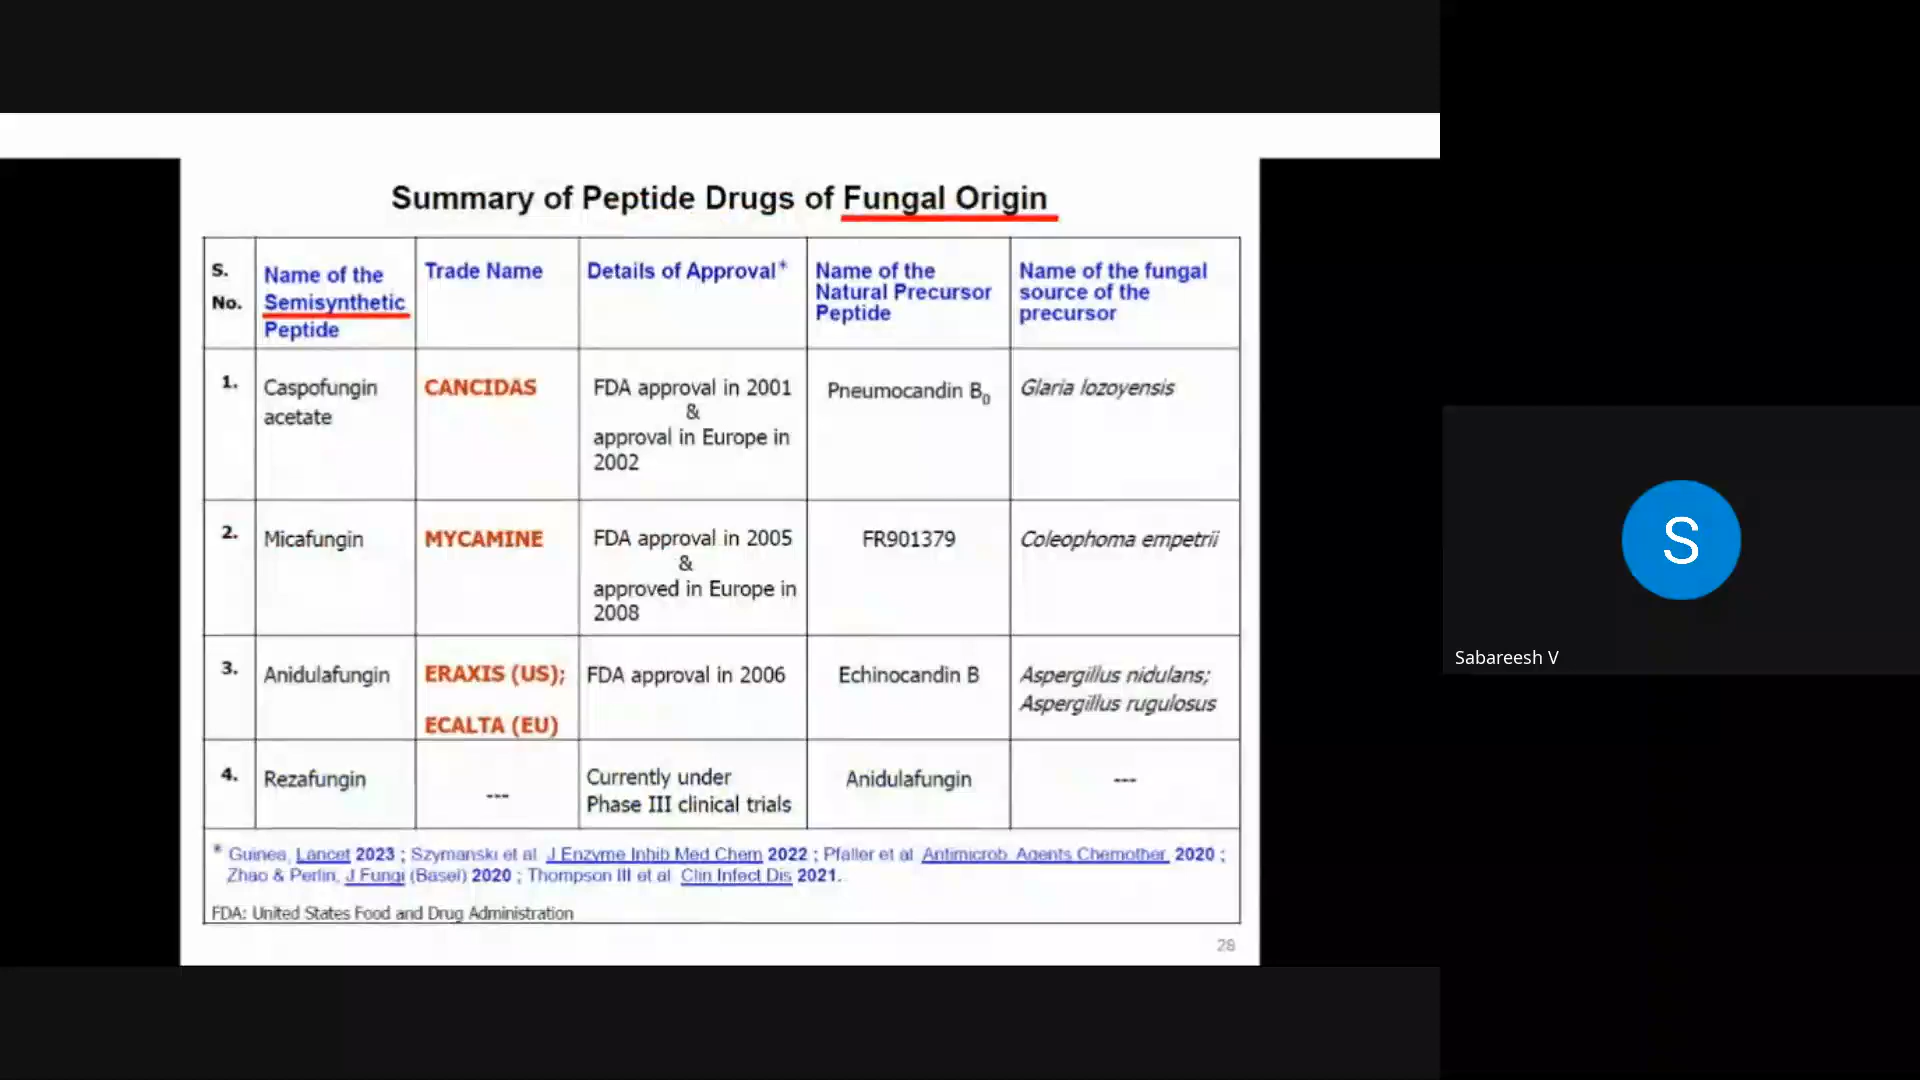 Summary of Peptide Drugs of Fungal Origin
S. No.
Name of the Semisynthetic Peptide
Trade Name
Details of Approval*
Name of the Natural Precursor Peptide
Name of the fungal source of the precursor
1.
Caspofungin acetate
CANCIDAS
FDA approval in 2001
&
approval in Europe in
2002
Pneumocandin B0
Glaria lozoyensis
2.
Micafungin
MYCAMINE
FDA approval in 2005
&
approved in Europe in
2008
FR901379
Coleophoma empetrii
3.
Anidulafungin
ERAXIS (US);
ECALTA (EU)
FDA approval in 2006
Echinocandin B
Aspergillus nidulans;
Aspergillus rugulosus
4.
Rezafungin
---
Currently under
Phase III clinical trials
Anidulafungin
---
* Guinea, Lancet 2023 ; Szymanski et al. J Enzyme Inhib Med Chem 2022 ; Pfaller et al. Antimicrob. Agents Chemother. 2020 ;
Zhao & Perlin, J Fungi (Basel) 2020 ; Thompson III et al. Clin Infect Dis 2021.
FDA: United States Food and Drug Administration
28
S
Sabareesh V